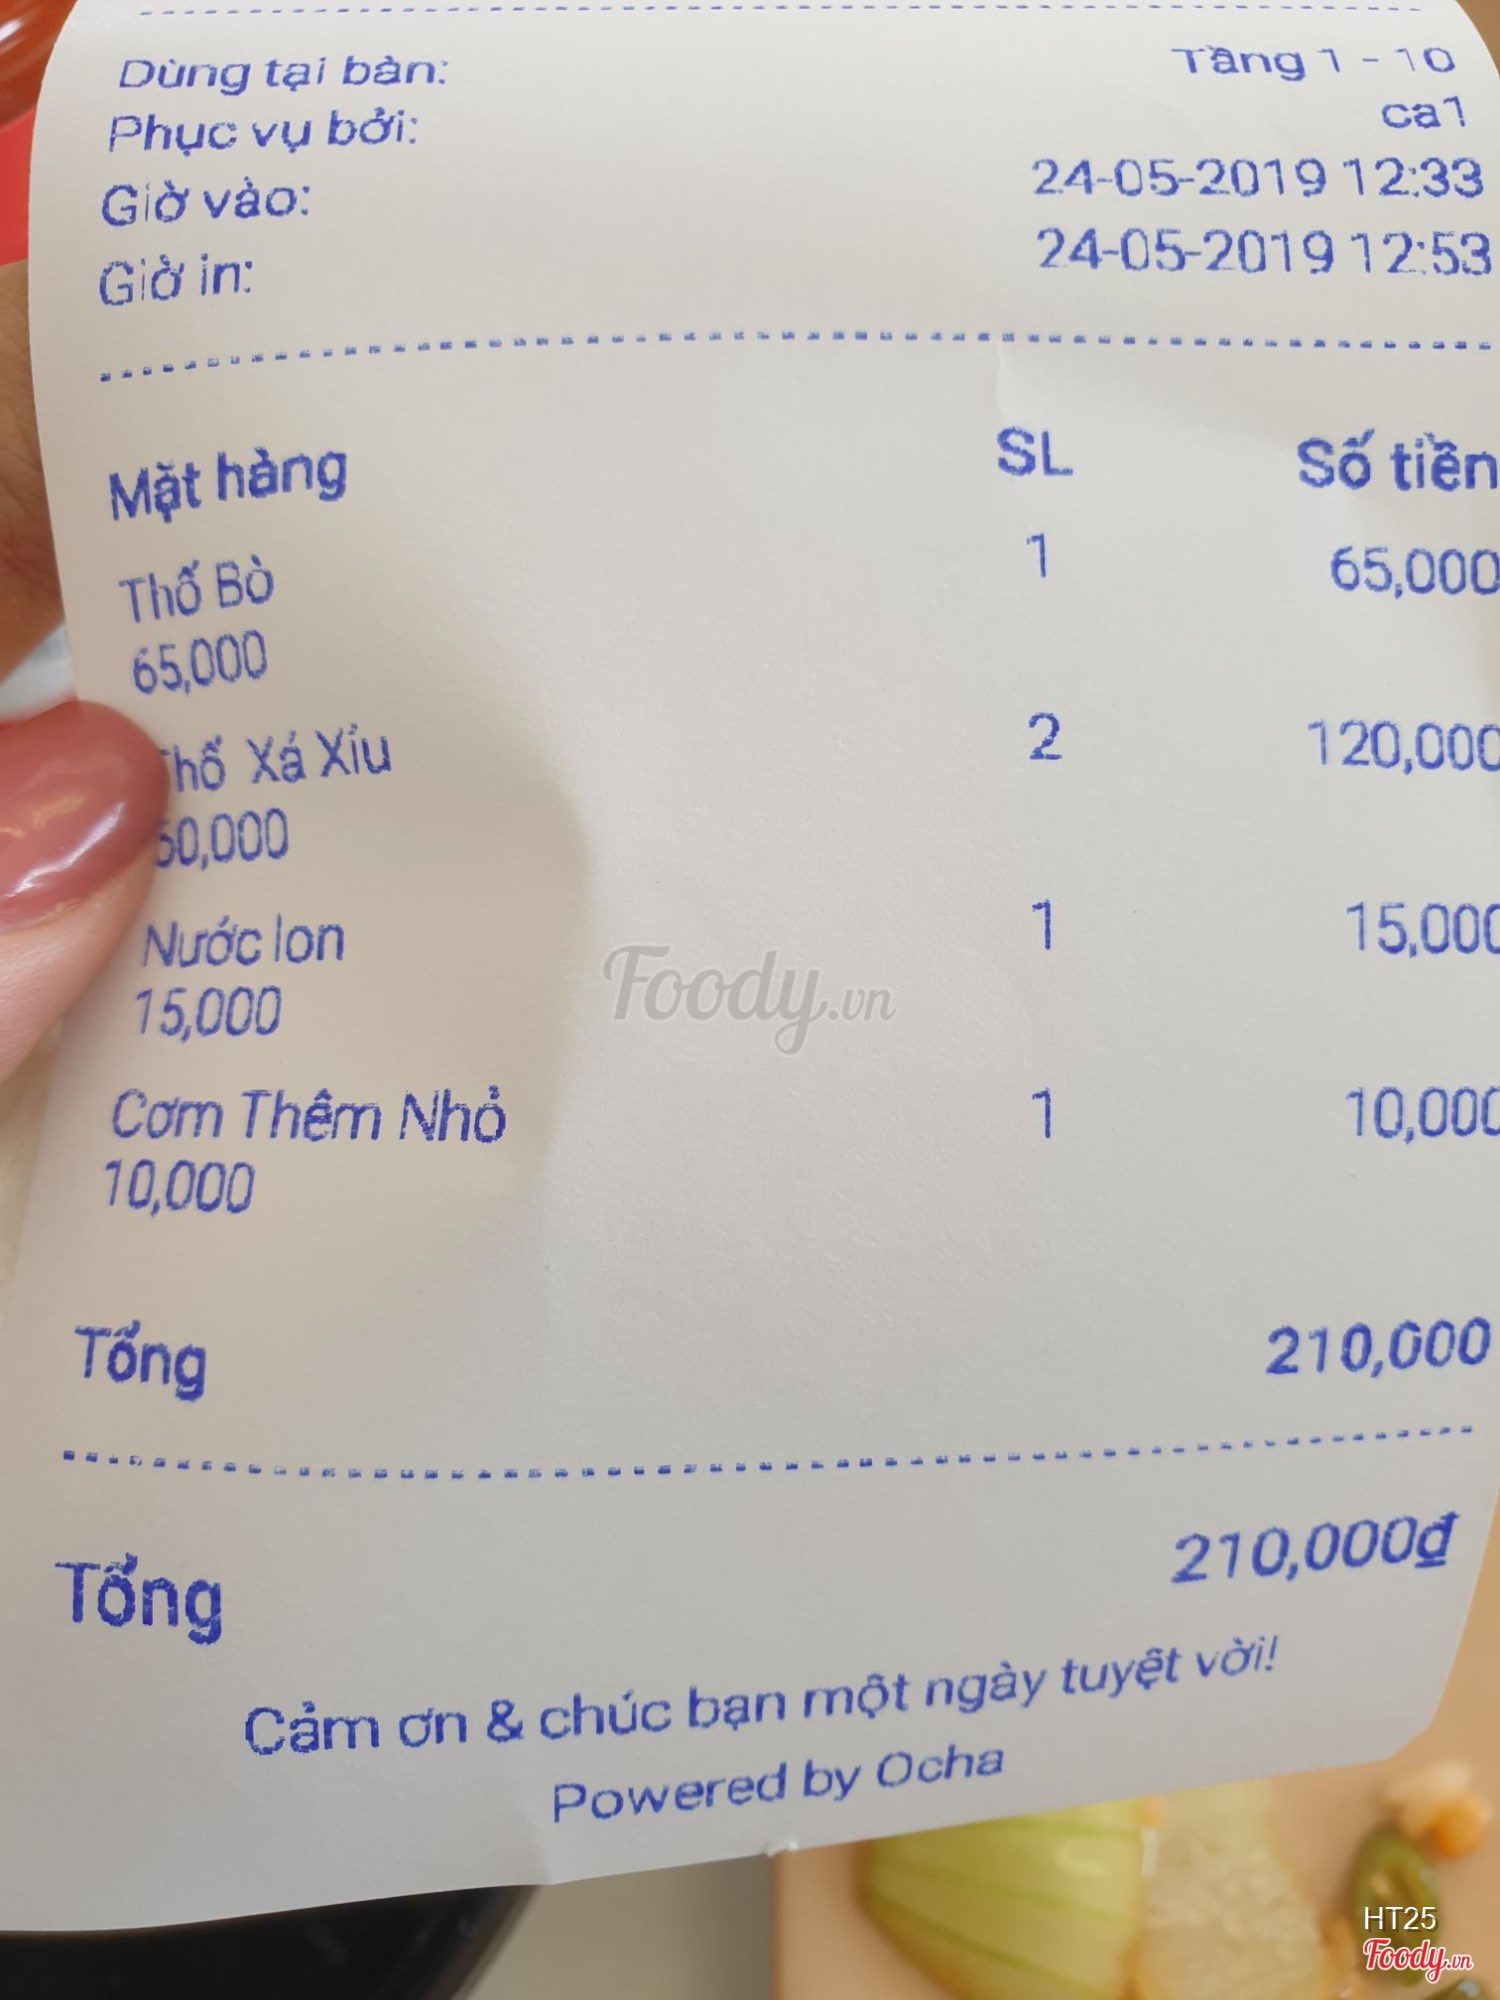 Dùng tại bàn: Tầng 1 - 10
Phục vụ bởi: ca1
Giờ vào: 24-05-2019 12:33
Giờ in: 24-05-2019 12:53
Mặt hàng SL Số tiền
Thố Bò 1 65,000
65,000
Thố Xá Xíu 2 120,000
60,000
Nước lon 1 15,000
15,000
Cơm Thêm Nhỏ 1 10,000
10,000
Tổng 210,000
Tổng 210,000₫
Cảm ơn & chúc bạn một ngày tuyệt vời!
Powered by Ocha
Foody.vn
HT25
Foody.vn